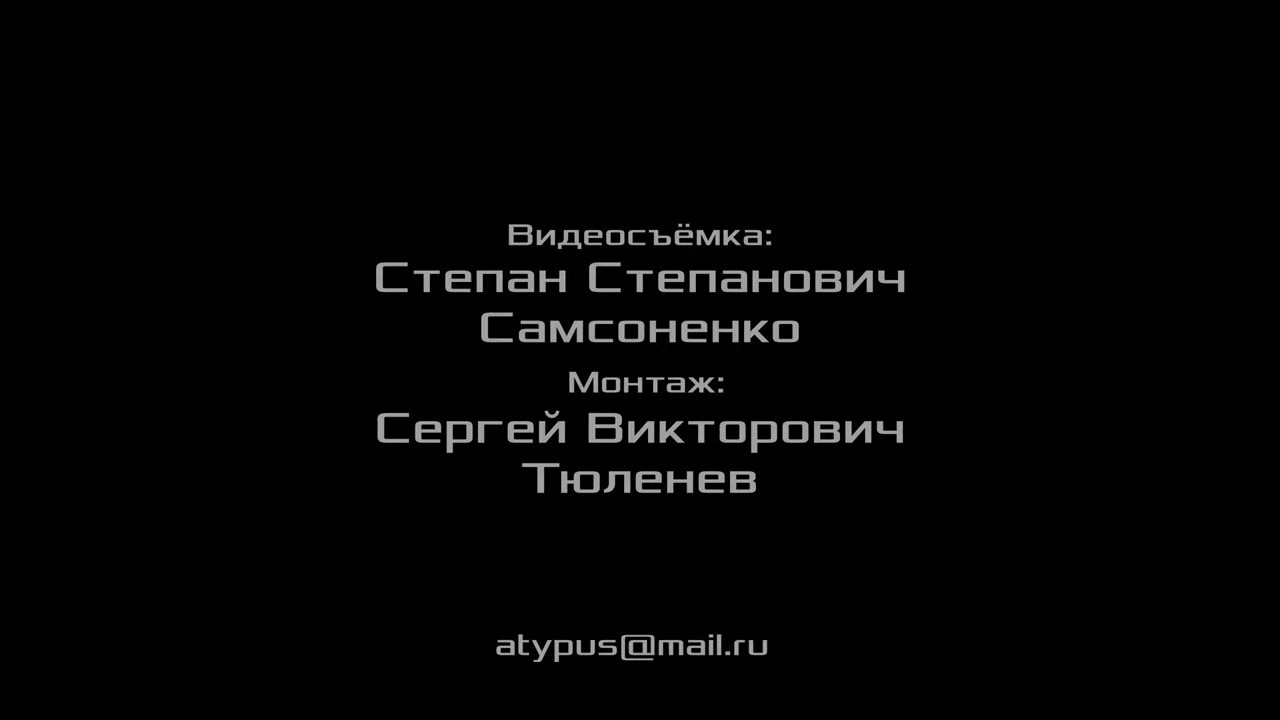 Видеосъёмка:
Степан Степанович
Самсоненко
Монтаж:
Сергей Викторович
Тюленев
atypus@mail.ru